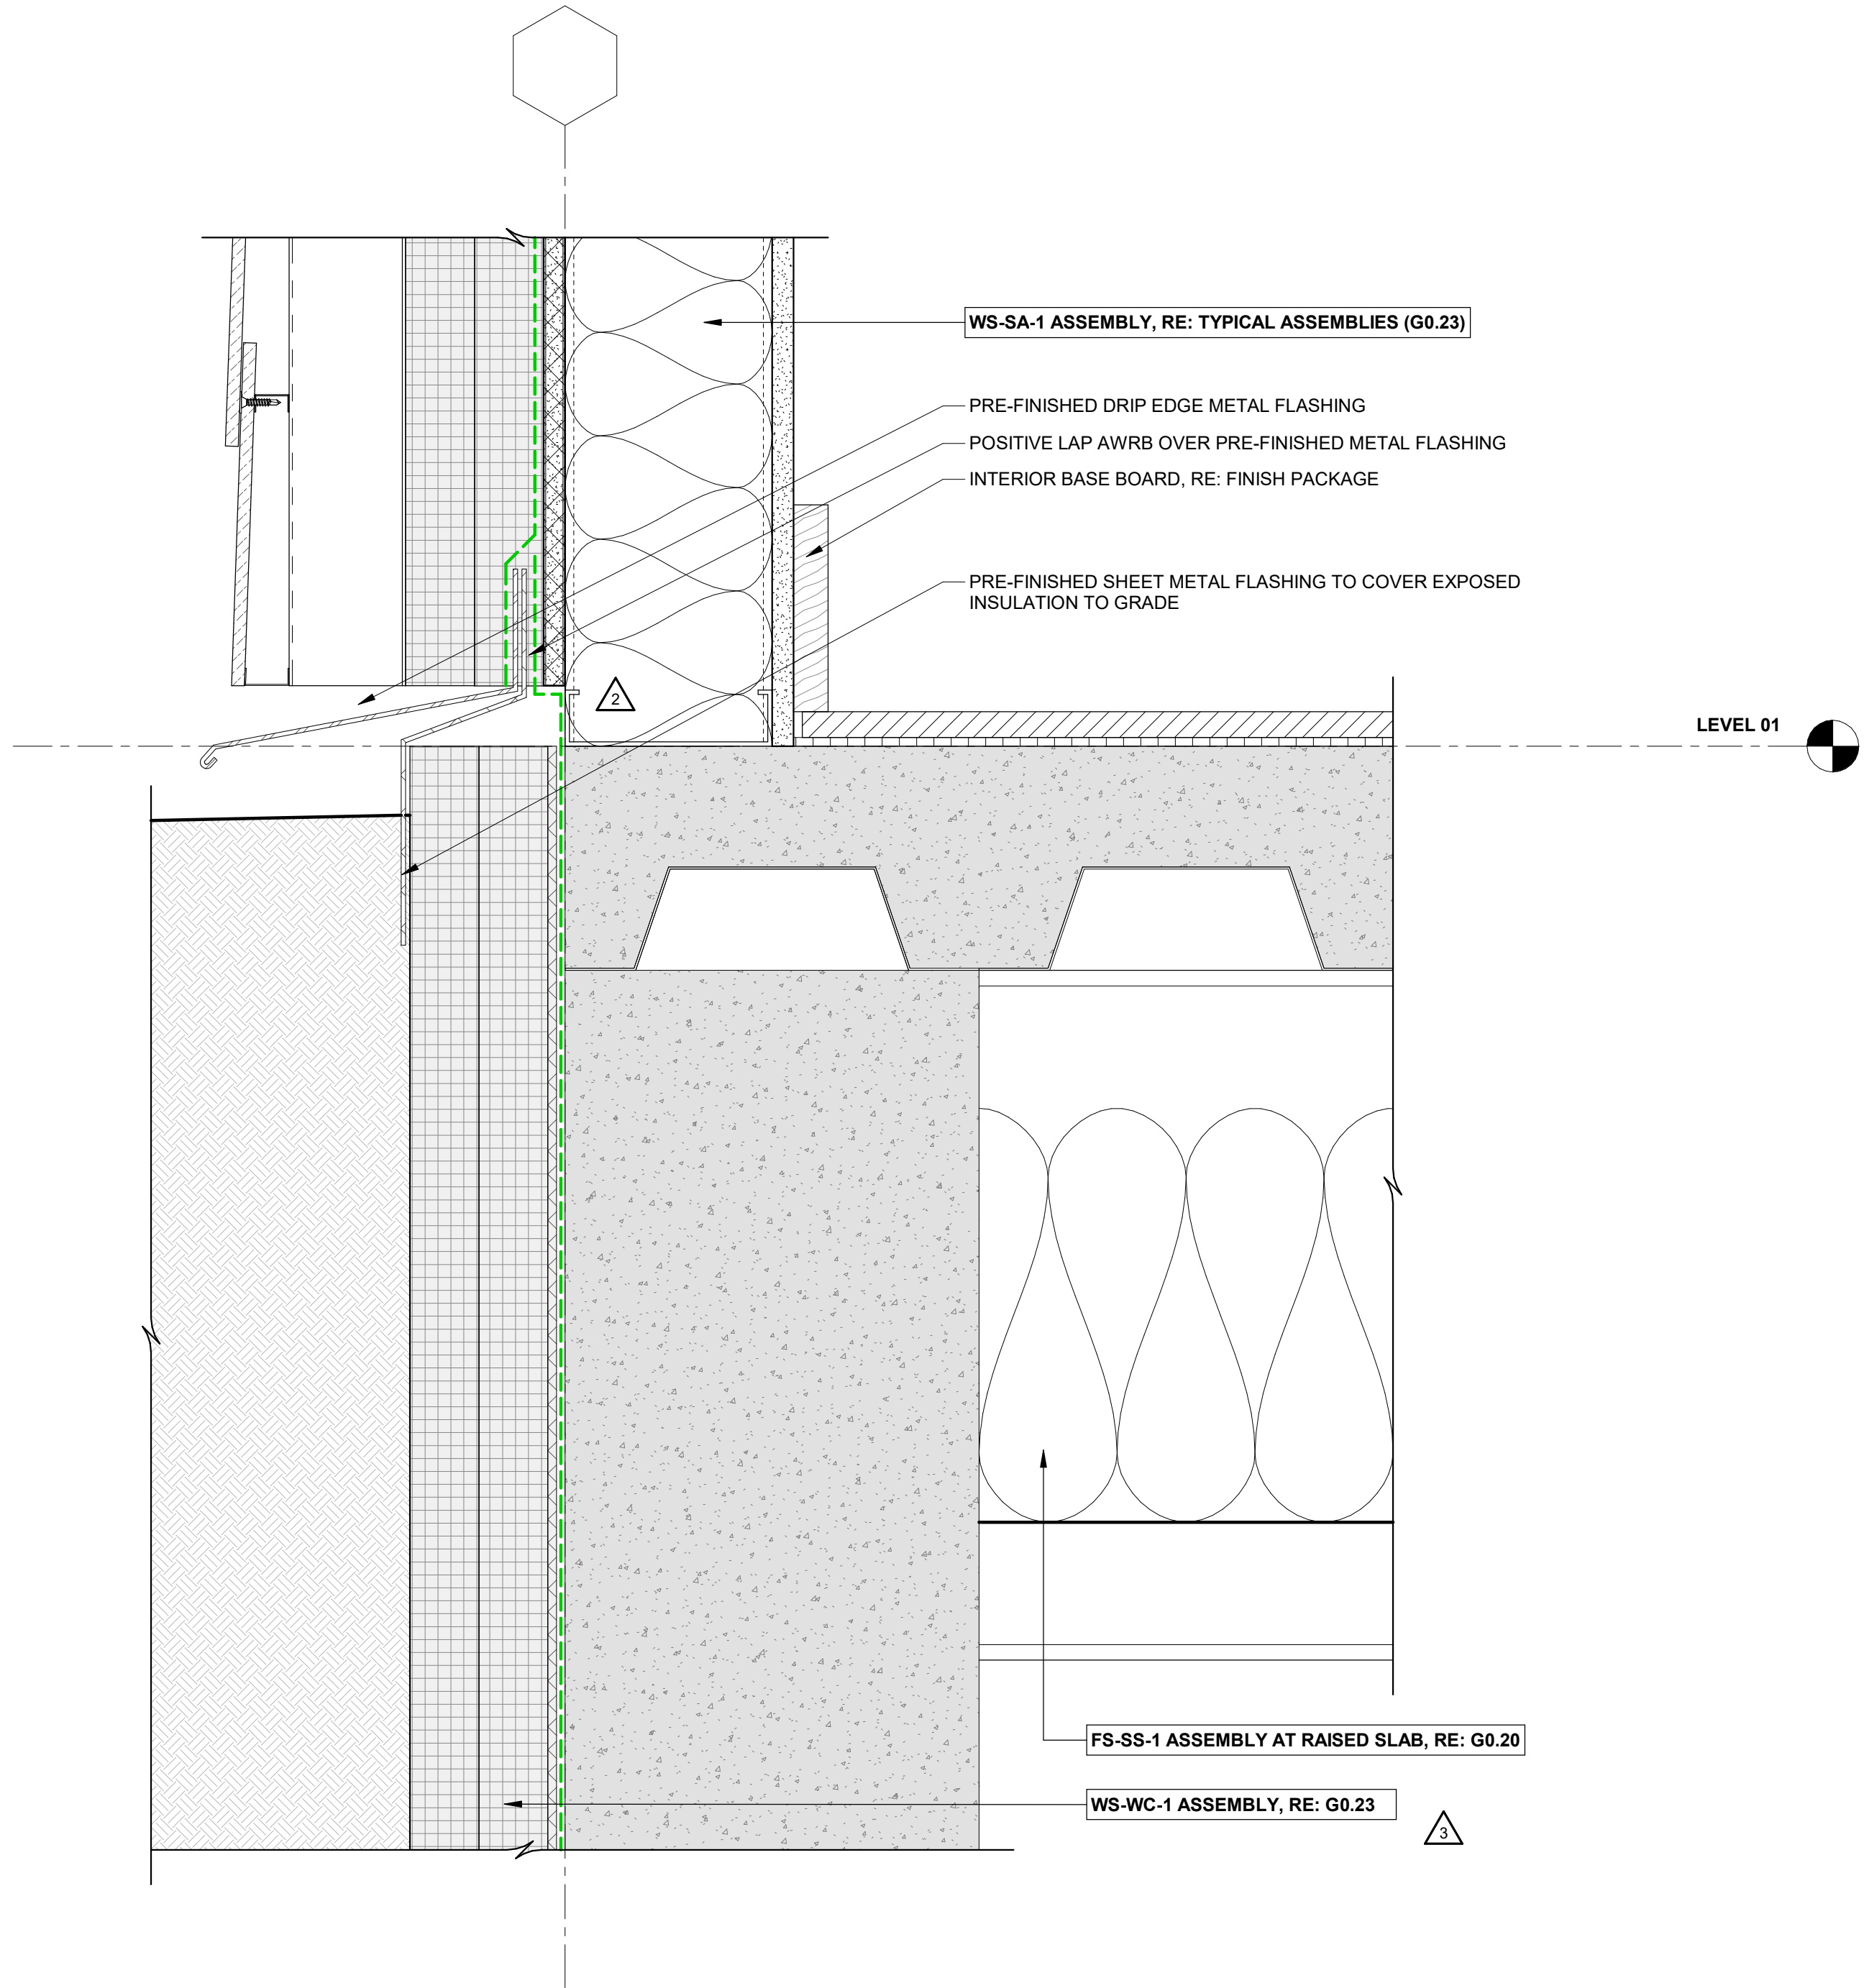 WS-SA-1 ASSEMBLY, RE: TYPICAL ASSEMBLIES (G0.23)
PRE-FINISHED DRIP EDGE METAL FLASHING
POSITIVE LAP AWRB OVER PRE-FINISHED METAL FLASHING
INTERIOR BASE BOARD, RE: FINISH PACKAGE
PRE-FINISHED SHEET METAL FLASHING TO COVER EXPOSED
INSULATION TO GRADE
2
LEVEL 01
FS-SS-1 ASSEMBLY AT RAISED SLAB, RE: G0.20
WS-WC-1 ASSEMBLY, RE: G0.23
3